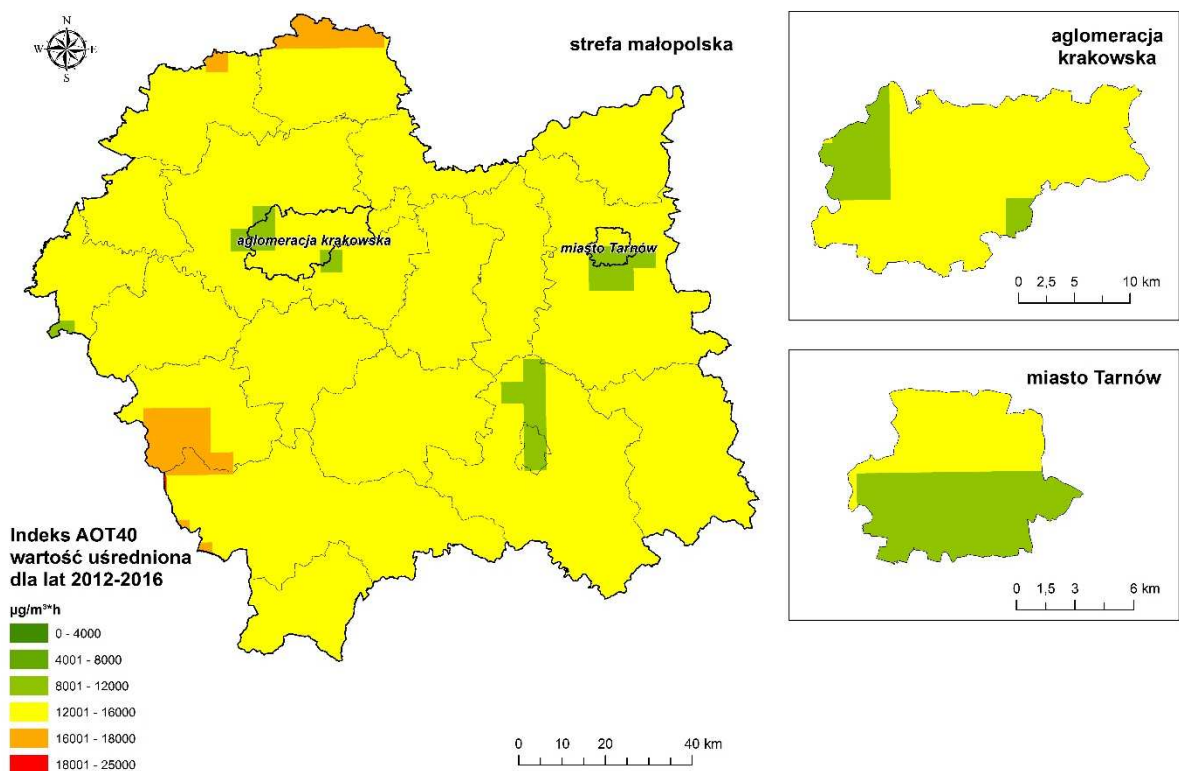 N
W E
S
strefa małopolska
aglomeracja krakowska
miasto Tarnów
Indeks AOT40
wartość uśredniona
dla lat 2012-2016
µg/m³*h
0 - 4000
4001 - 8000
8001 - 12000
12001 - 16000
16001 - 18000
18001 - 25000
0 10 20 40 km
aglomeracja
krakowska
0 2,5 5 10 km
miasto Tarnów
0 1,5 3 6 km